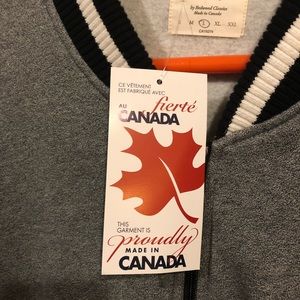 by Redwood Classics
Made in Canada
M L XL XXL
CE VÊTEMENT
EST FABRIQUÉ AVEC
fierté
AU
CANADA
THIS
GARMENT IS
proudly
MADE IN
CANADA